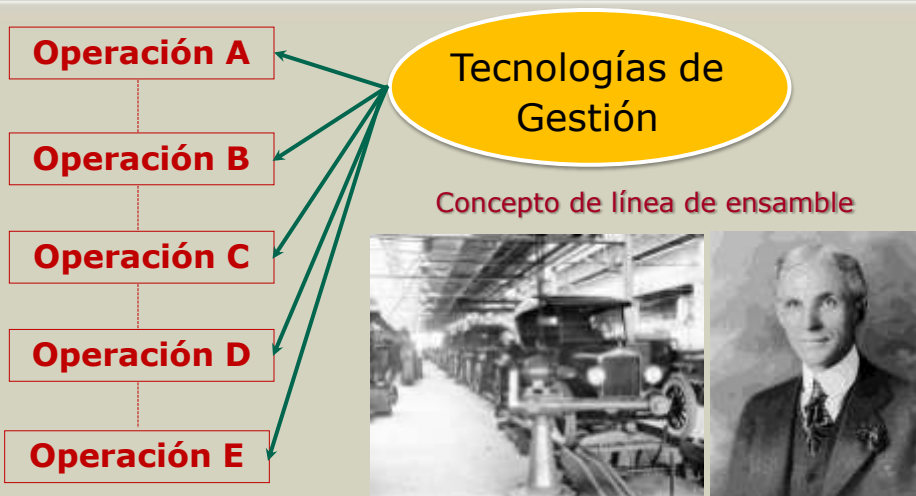 Operación A
Tecnologías de
Gestión
Operación B
Concepto de línea de ensamble
Operación C
Operación D
Operación E